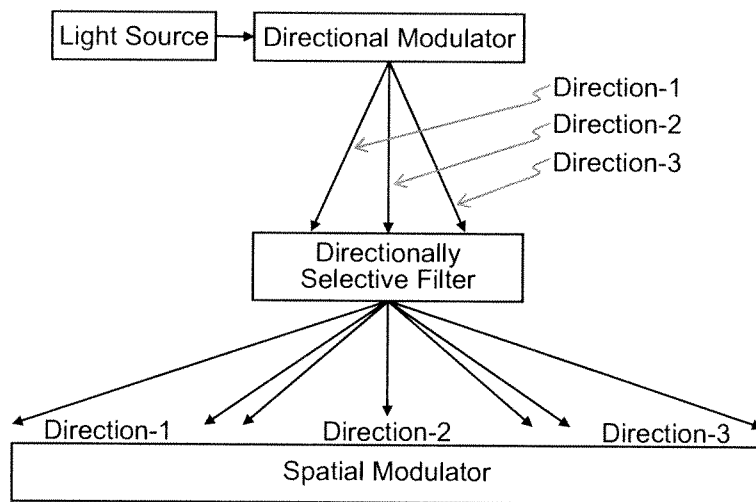 Light Source
Directional Modulator
Direction-1
Direction-2
Direction-3
Directionally
Selective Filter
Direction-1
Direction-2
Direction-3
Spatial Modulator